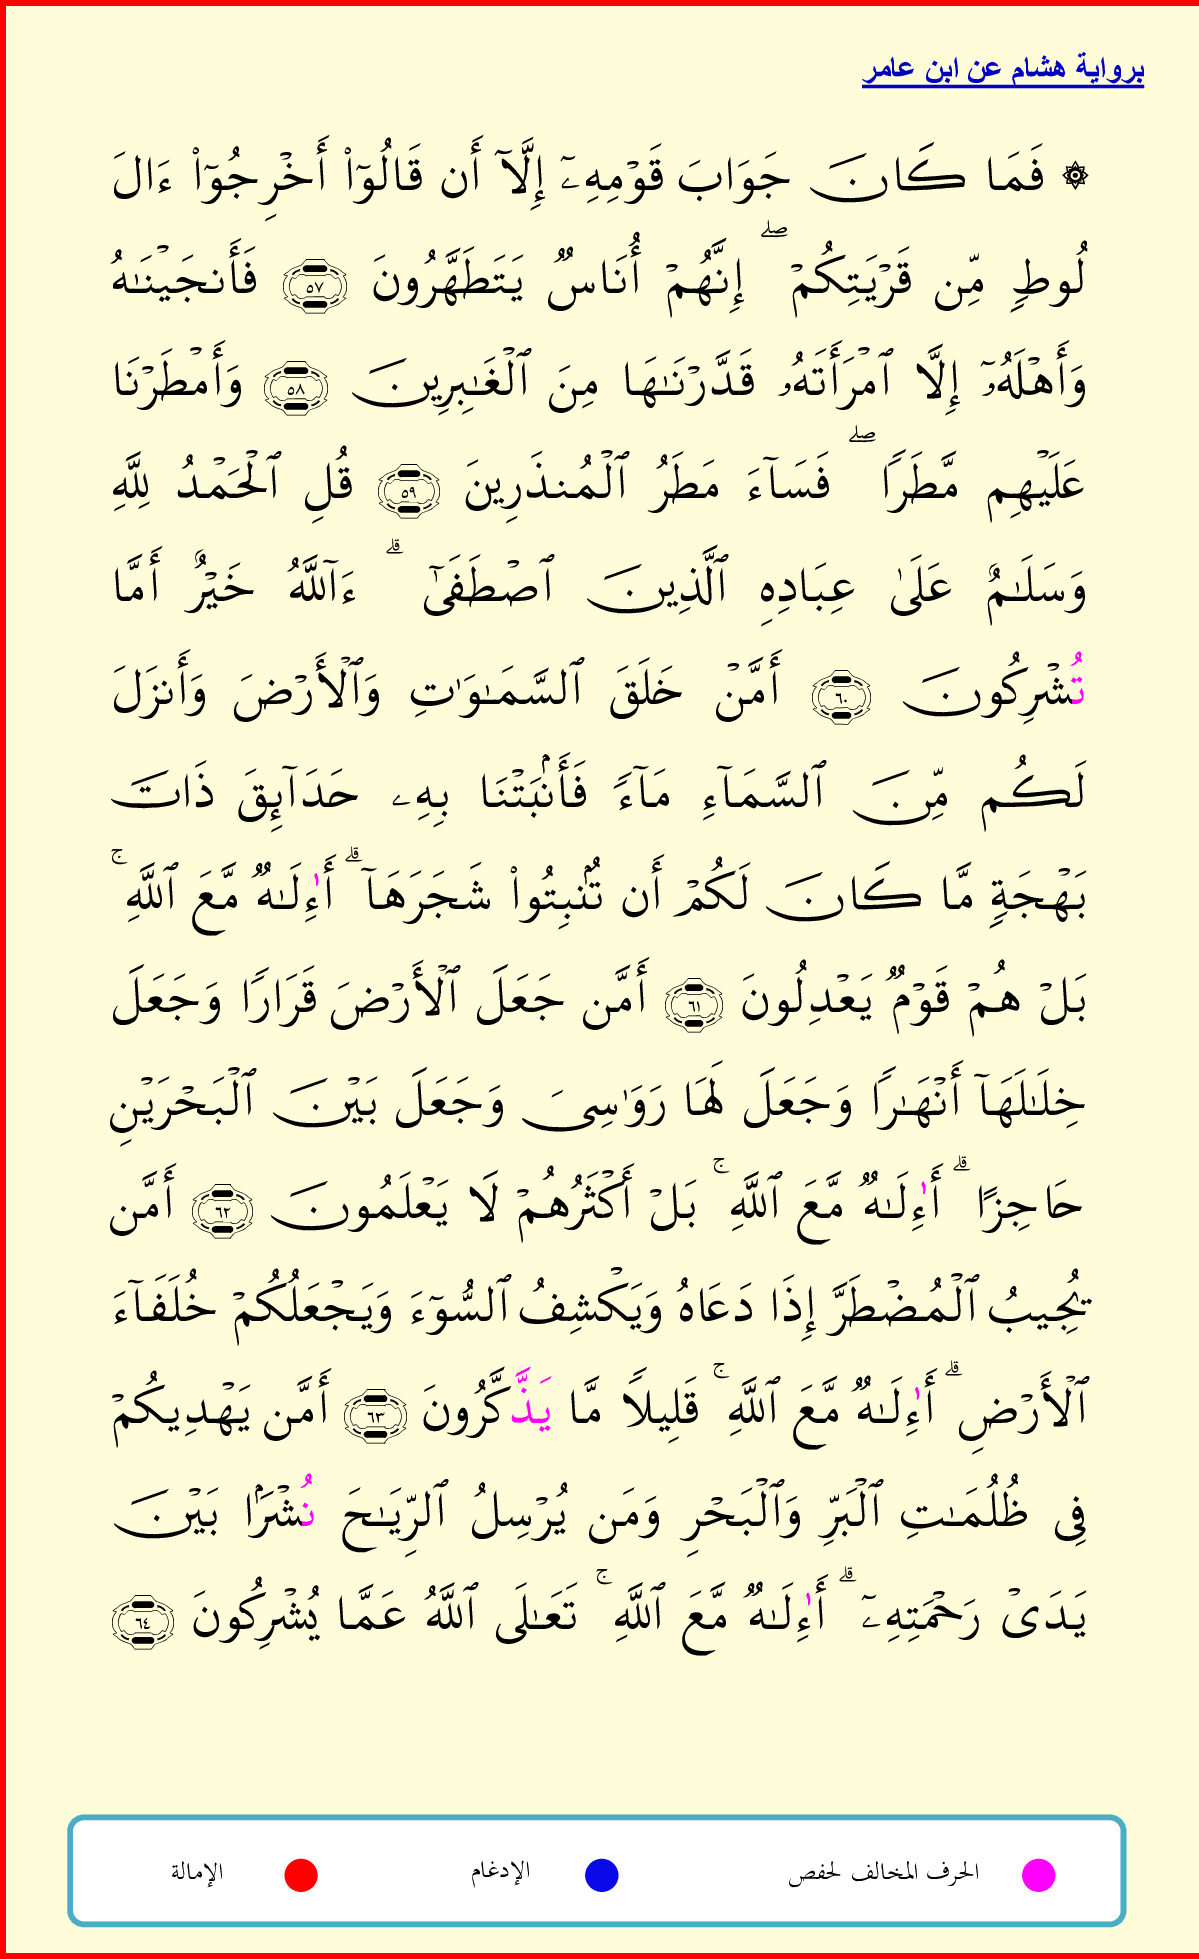 برواية هشام عن ابن عامر
۞ فَمَا كَانَ جَوَابَ قَوْمِهِۦٓ إِلَّآ أَن قَالُوٓا۟ أَخْرِجُوٓا۟ ءَالَ
لُوطٍ مِّن قَرْيَتِكُمْ ۖ إِنَّهُمْ أُنَاسٌ يَتَطَهَّرُونَ ٥٧ فَأَنجَيْنَـٰهُ
وَأَهْلَهُۥٓ إِلَّا ٱمْرَأَتَهُۥ قَدَّرْنَـٰهَا مِنَ ٱلْغَـٰبِرِينَ ٥٨ وَأَمْطَرْنَا
عَلَيْهِم مَّطَرًا ۖ فَسَآءَ مَطَرُ ٱلْمُنذَرِينَ ٥٩ قُلِ ٱلْحَمْدُ لِلَّهِ
وَسَلَـٰمٌ عَلَىٰ عِبَادِهِ ٱلَّذِينَ ٱصْطَفَىٰٓ ۗ ءَآللَّهُ خَيْرٌ أَمَّا
تُشْرِكُونَ ٦٠ أَمَّنْ خَلَقَ ٱلسَّمَـٰوَٰتِ وَٱلْأَرْضَ وَأَنزَلَ
لَكُم مِّنَ ٱلسَّمَآءِ مَآءً فَأَنۢبَتْنَا بِهِۦ حَدَآئِقَ ذَاتَ
بَهْجَةٍ مَّا كَانَ لَكُمْ أَن تُنۢبِتُوا۟ شَجَرَهَآ ۗ أَٰءِلَـٰهٌ مَّعَ ٱللَّهِ ۚ
بَلْ هُمْ قَوْمٌ يَعْدِلُونَ ٦١ أَمَّن جَعَلَ ٱلْأَرْضَ قَرَارًا وَجَعَلَ
خِلَـٰلَهَآ أَنْهَـٰرًا وَجَعَلَ لَهَا رَوَٰسِىَ وَجَعَلَ بَيْنَ ٱلْبَحْرَيْنِ
حَاجِزًا ۗ أَٰءِلَـٰهٌ مَّعَ ٱللَّهِ ۚ بَلْ أَكْثَرُهُمْ لَا يَعْلَمُونَ ٦٢ أَمَّن
يُجِيبُ ٱلْمُضْطَرَّ إِذَا دَعَاهُ وَيَكْشِفُ ٱلسُّوٓءَ وَيَجْعَلُكُمْ خُلَفَآءَ
ٱلْأَرْضِ ۗ أَٰءِلَـٰهٌ مَّعَ ٱللَّهِ ۚ قَلِيلًا مَّا يَذَّكَّرُونَ ٦٣ أَمَّن يَهْدِيكُمْ
فِى ظُلُمَـٰتِ ٱلْبَرِّ وَٱلْبَحْرِ وَمَن يُرْسِلُ ٱلرِّيَـٰحَ نُشْرًۢا بَيْنَ
يَدَىْ رَحْمَتِهِۦٓ ۗ أَٰءِلَـٰهٌ مَّعَ ٱللَّهِ ۚ تَعَـٰلَى ٱللَّهُ عَمَّا يُشْرِكُونَ ٦٤
الحرف المخالف لحفص الإدغام الإمالة